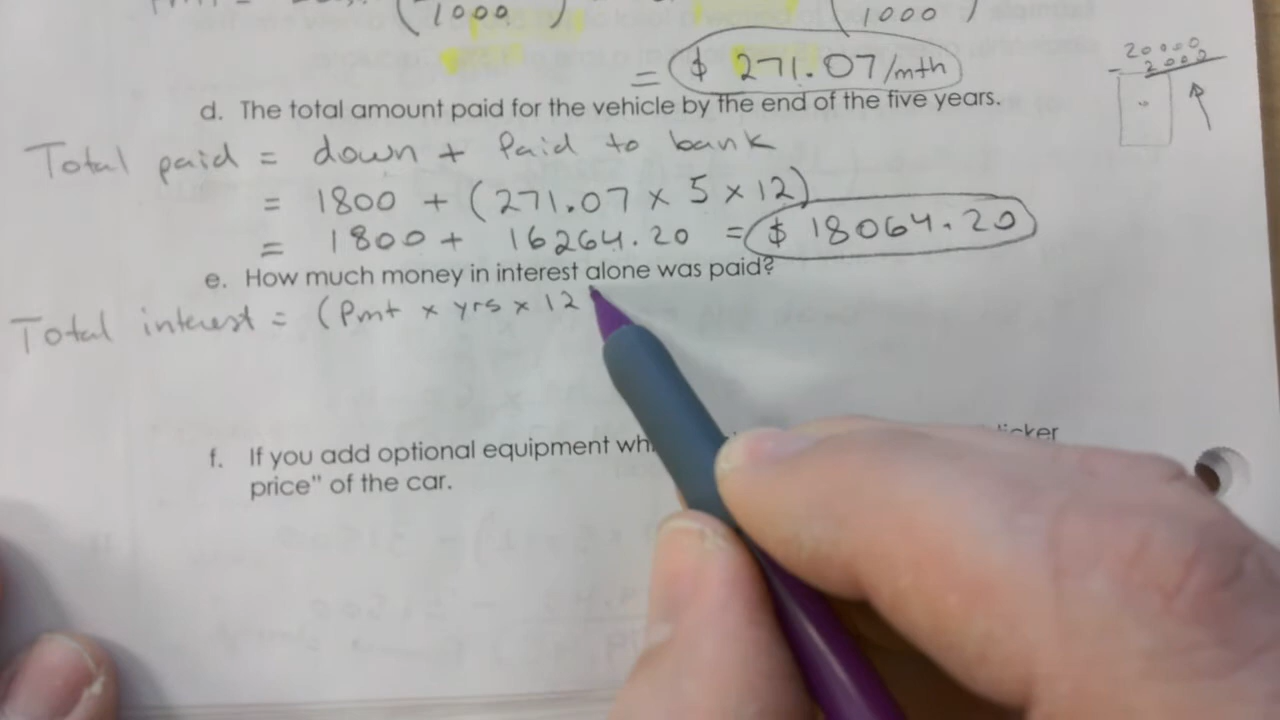 (1000) (1000)
= $ 271.07/mth
20000
- 2000
d. The total amount paid for the vehicle by the end of the five years.
Total paid = down + Paid to bank
= 1800 + (271.07 x 5 x 12)
= 1800 + 16264.20 = $ 18064.20
e. How much money in interest alone was paid?
Total interest = (Pmt x yrs x 12
f. If you add optional equipment
price" of the car.